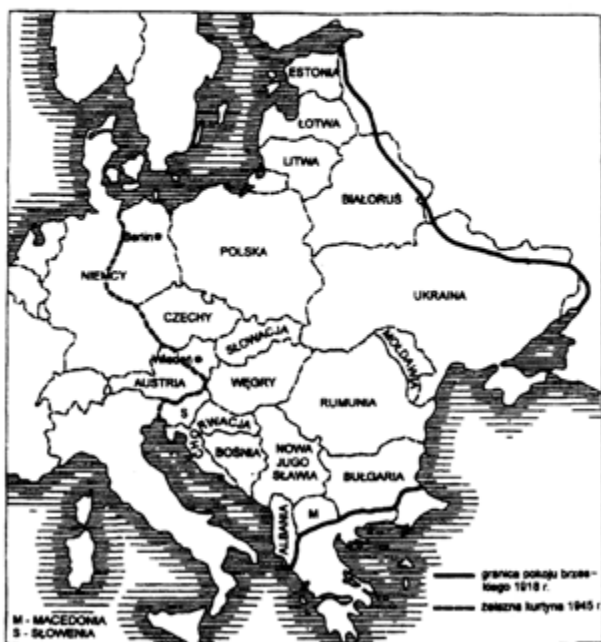 ESTONIA
ŁOTWA
LITWA
BIAŁORUŚ
Berlin
POLSKA
NIEMCY
UKRAINA
CZECHY
SŁOWACJA
MOŁDAWIA
Wiedeń
AUSTRIA
WĘGRY
RUMUNIA
S
CHORWACJA
BOŚNIA
NOWA
JUGO
SŁAWIA
BUŁGARIA
ALBANIA
M
granica pokoju brzes-
kiego 1918 r.
żelazna kurtyna 1945 r.
M - MACEDONIA
S - SŁOWENIA